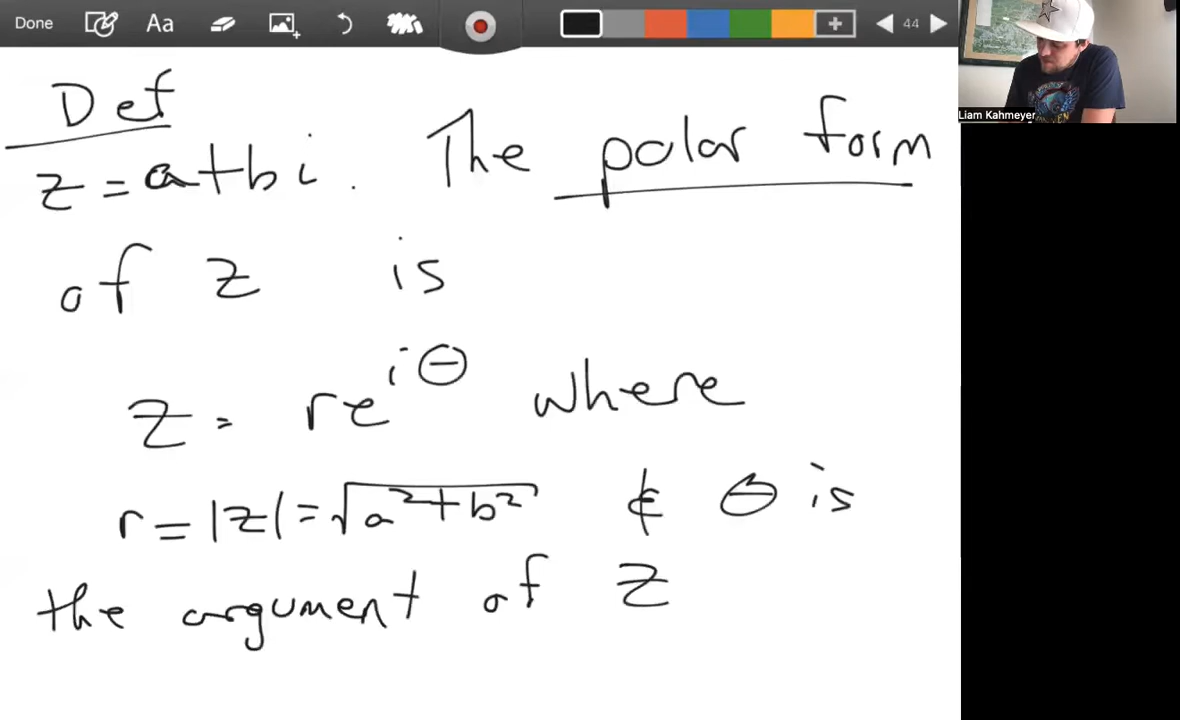 Done
Aa
44
Liam Kahmeyer
Def
z = a+bi. The polar form
of z is
z = re^{iθ} where
r = |z| = √(a²+b²) & θ is
the argument of z